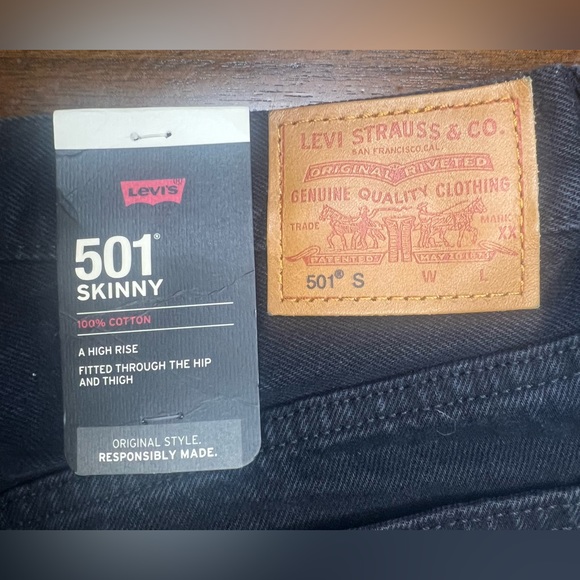 Levi's
501®
SKINNY
100% COTTON
A HIGH RISE
FITTED THROUGH THE HIP
AND THIGH
ORIGINAL STYLE.
RESPONSIBLY MADE.
LEVI STRAUSS & CO.
SAN FRANCISCO, CAL.
ORIGINAL RIVETED
GENUINE QUALITY CLOTHING
TRADE MARK
XX
PATENTED MAY 20 1873
501® S W L